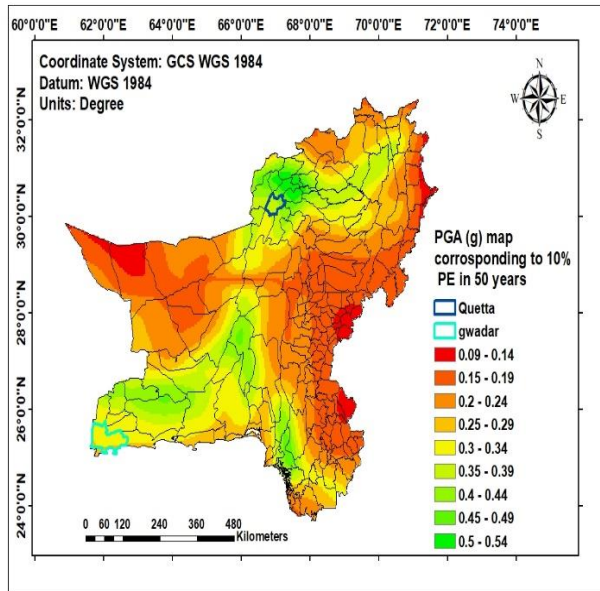 60°0'0"E 62°0'0"E 64°0'0"E 66°0'0"E 68°0'0"E 70°0'0"E 72°0'0"E 74°0'0"E
Coordinate System: GCS WGS 1984
Datum: WGS 1984
Units: Degree
N
W E
S
32°0'0"N
30°0'0"N
28°0'0"N
26°0'0"N
24°0'0"N
PGA (g) map
corrosponding to 10%
PE in 50 years
Quetta
gwadar
0.09 - 0.14
0.15 - 0.19
0.2 - 0.24
0.25 - 0.29
0.3 - 0.34
0.35 - 0.39
0.4 - 0.44
0.45 - 0.49
0.5 - 0.54
0 60 120 240 360 480
Kilometers